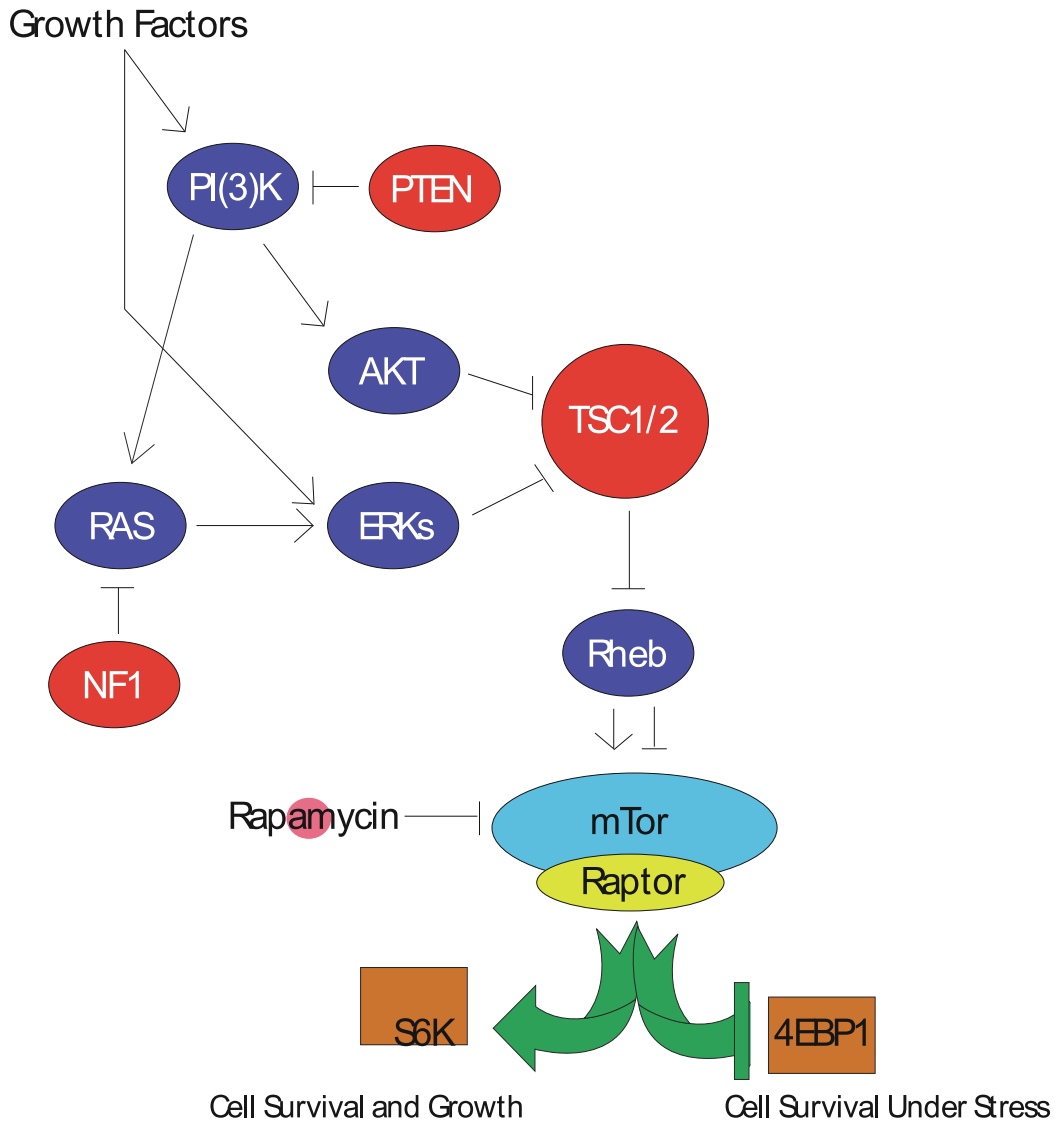 Growth Factors
PI(3)K
PTEN
AKT
TSC1/2
RAS
ERKs
Rheb
NF1
Rapamycin
mTor
Raptor
S6K
4EBP1
Cell Survival and Growth
Cell Survival Under Stress